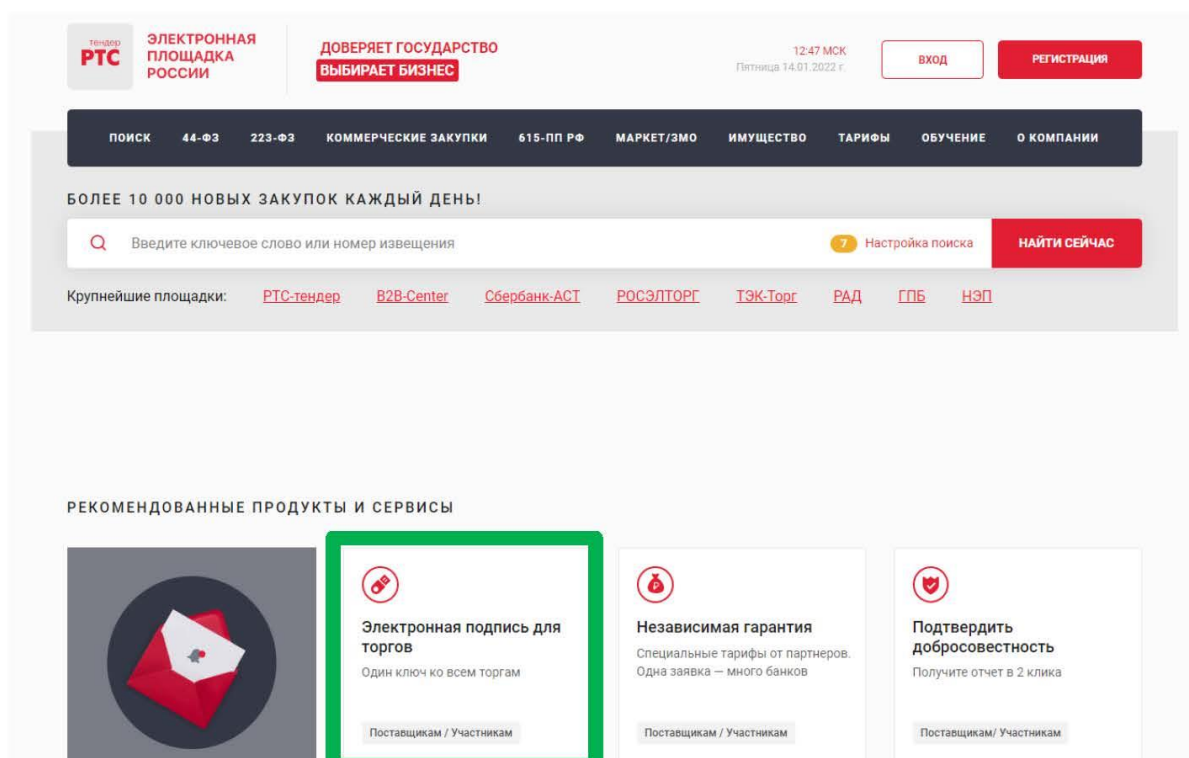 тендер
РТС
ЭЛЕКТРОННАЯ
ПЛОЩАДКА
РОССИИ
ДОВЕРЯЕТ ГОСУДАРСТВО
ВЫБИРАЕТ БИЗНЕС
12:47 МСК
Пятница 14.01.2022 г.
ВХОД
РЕГИСТРАЦИЯ
ПОИСК 44-ФЗ 223-ФЗ КОММЕРЧЕСКИЕ ЗАКУПКИ 615-ПП РФ МАРКЕТ/ЗМО ИМУЩЕСТВО ТАРИФЫ ОБУЧЕНИЕ О КОМПАНИИ
БОЛЕЕ 10 000 НОВЫХ ЗАКУПОК КАЖДЫЙ ДЕНЬ!
Введите ключевое слово или номер извещения 7 Настройка поиска НАЙТИ СЕЙЧАС
Крупнейшие площадки: РТС-тендер B2B-Center Сбербанк-АСТ РОСЭЛТОРГ ТЭК-Торг РАД ГПБ НЭП
РЕКОМЕНДОВАННЫЕ ПРОДУКТЫ И СЕРВИСЫ
Электронная подпись для
торгов
Один ключ ко всем торгам
Поставщикам / Участникам
Независимая гарантия
Специальные тарифы от партнеров.
Одна заявка — много банков
Поставщикам / Участникам
Подтвердить
добросовестность
Получите отчет в 2 клика
Поставщикам/ Участникам